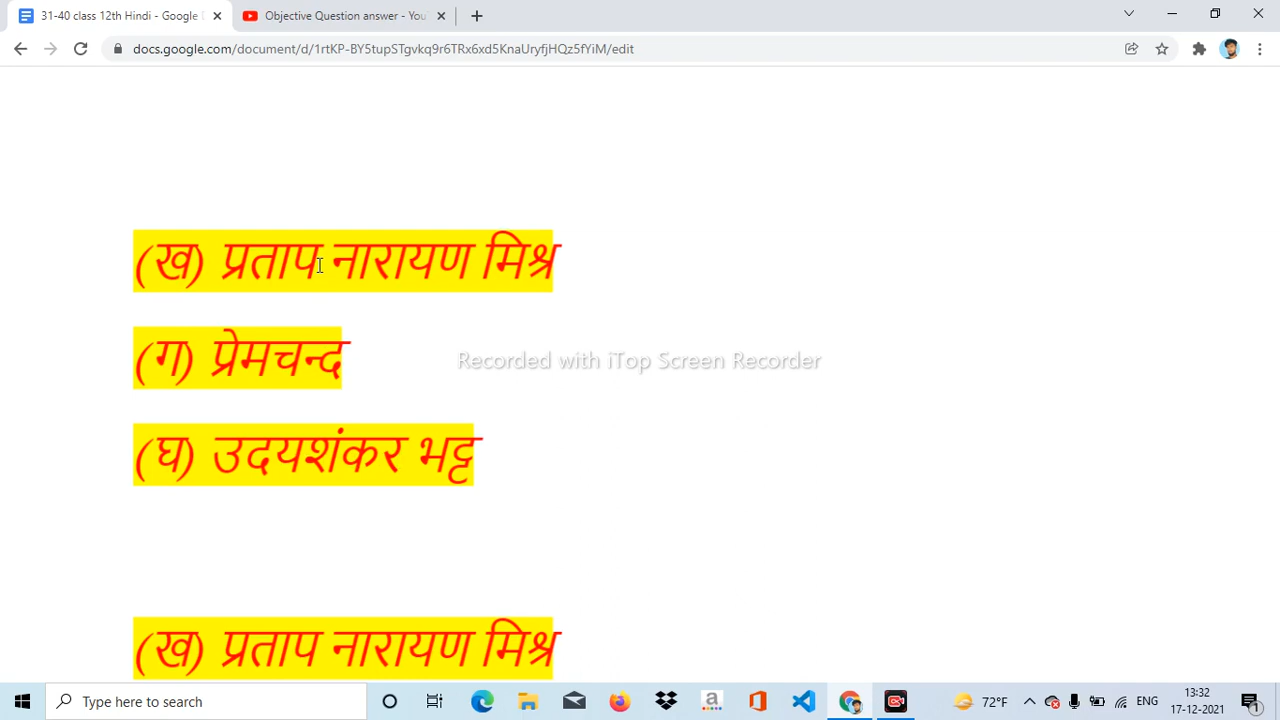 31-40 class 12th Hindi - Google
Objective Question answer - You
docs.google.com/document/d/1rtKP-BY5tupSTgvkq9r6TRx6xd5KnaUryfjHQz5fYiM/edit
(ख) प्रताप नारायण मिश्र
(ग) प्रेमचन्द
Recorded with iTop Screen Recorder
(घ) उदयशंकर भट्ट
(ख) प्रताप नारायण मिश्र
Type here to search
72°F
ENG
13:32
17-12-2021
1